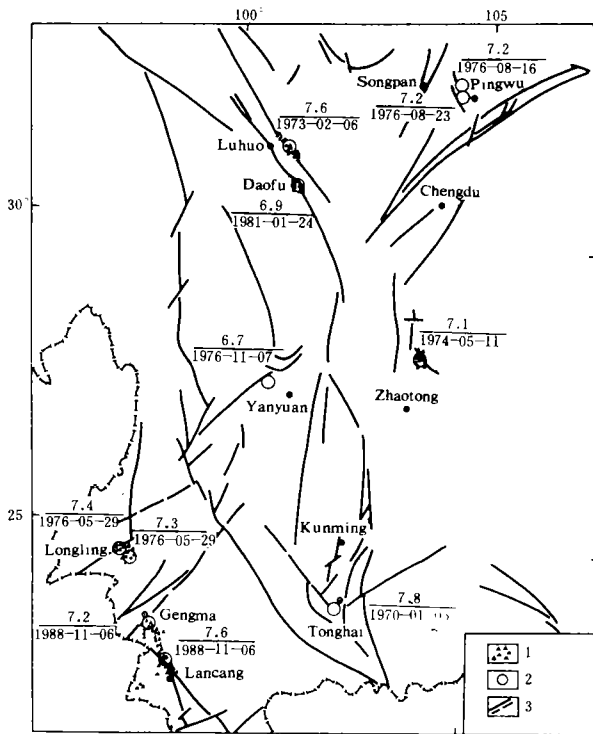 100°
105
7.2
1976-08-16
Songpan
Pingwu
7.2
1976-08-23
7.6
1973-02-06
Luhuo
Daofu
Chengdu
30°
6.9
1981-01-24
7.1
1974-05-11
6.7
1976-11-07
Yanyuan
Zhaotong
7.4
1976-05-29
7.3
1976-05-29
25
Kunming
Longling
7.8
Tonghai
Gengma
7.2
1988-11-06
7.6
1988-11-06
Lancang
1
2
3